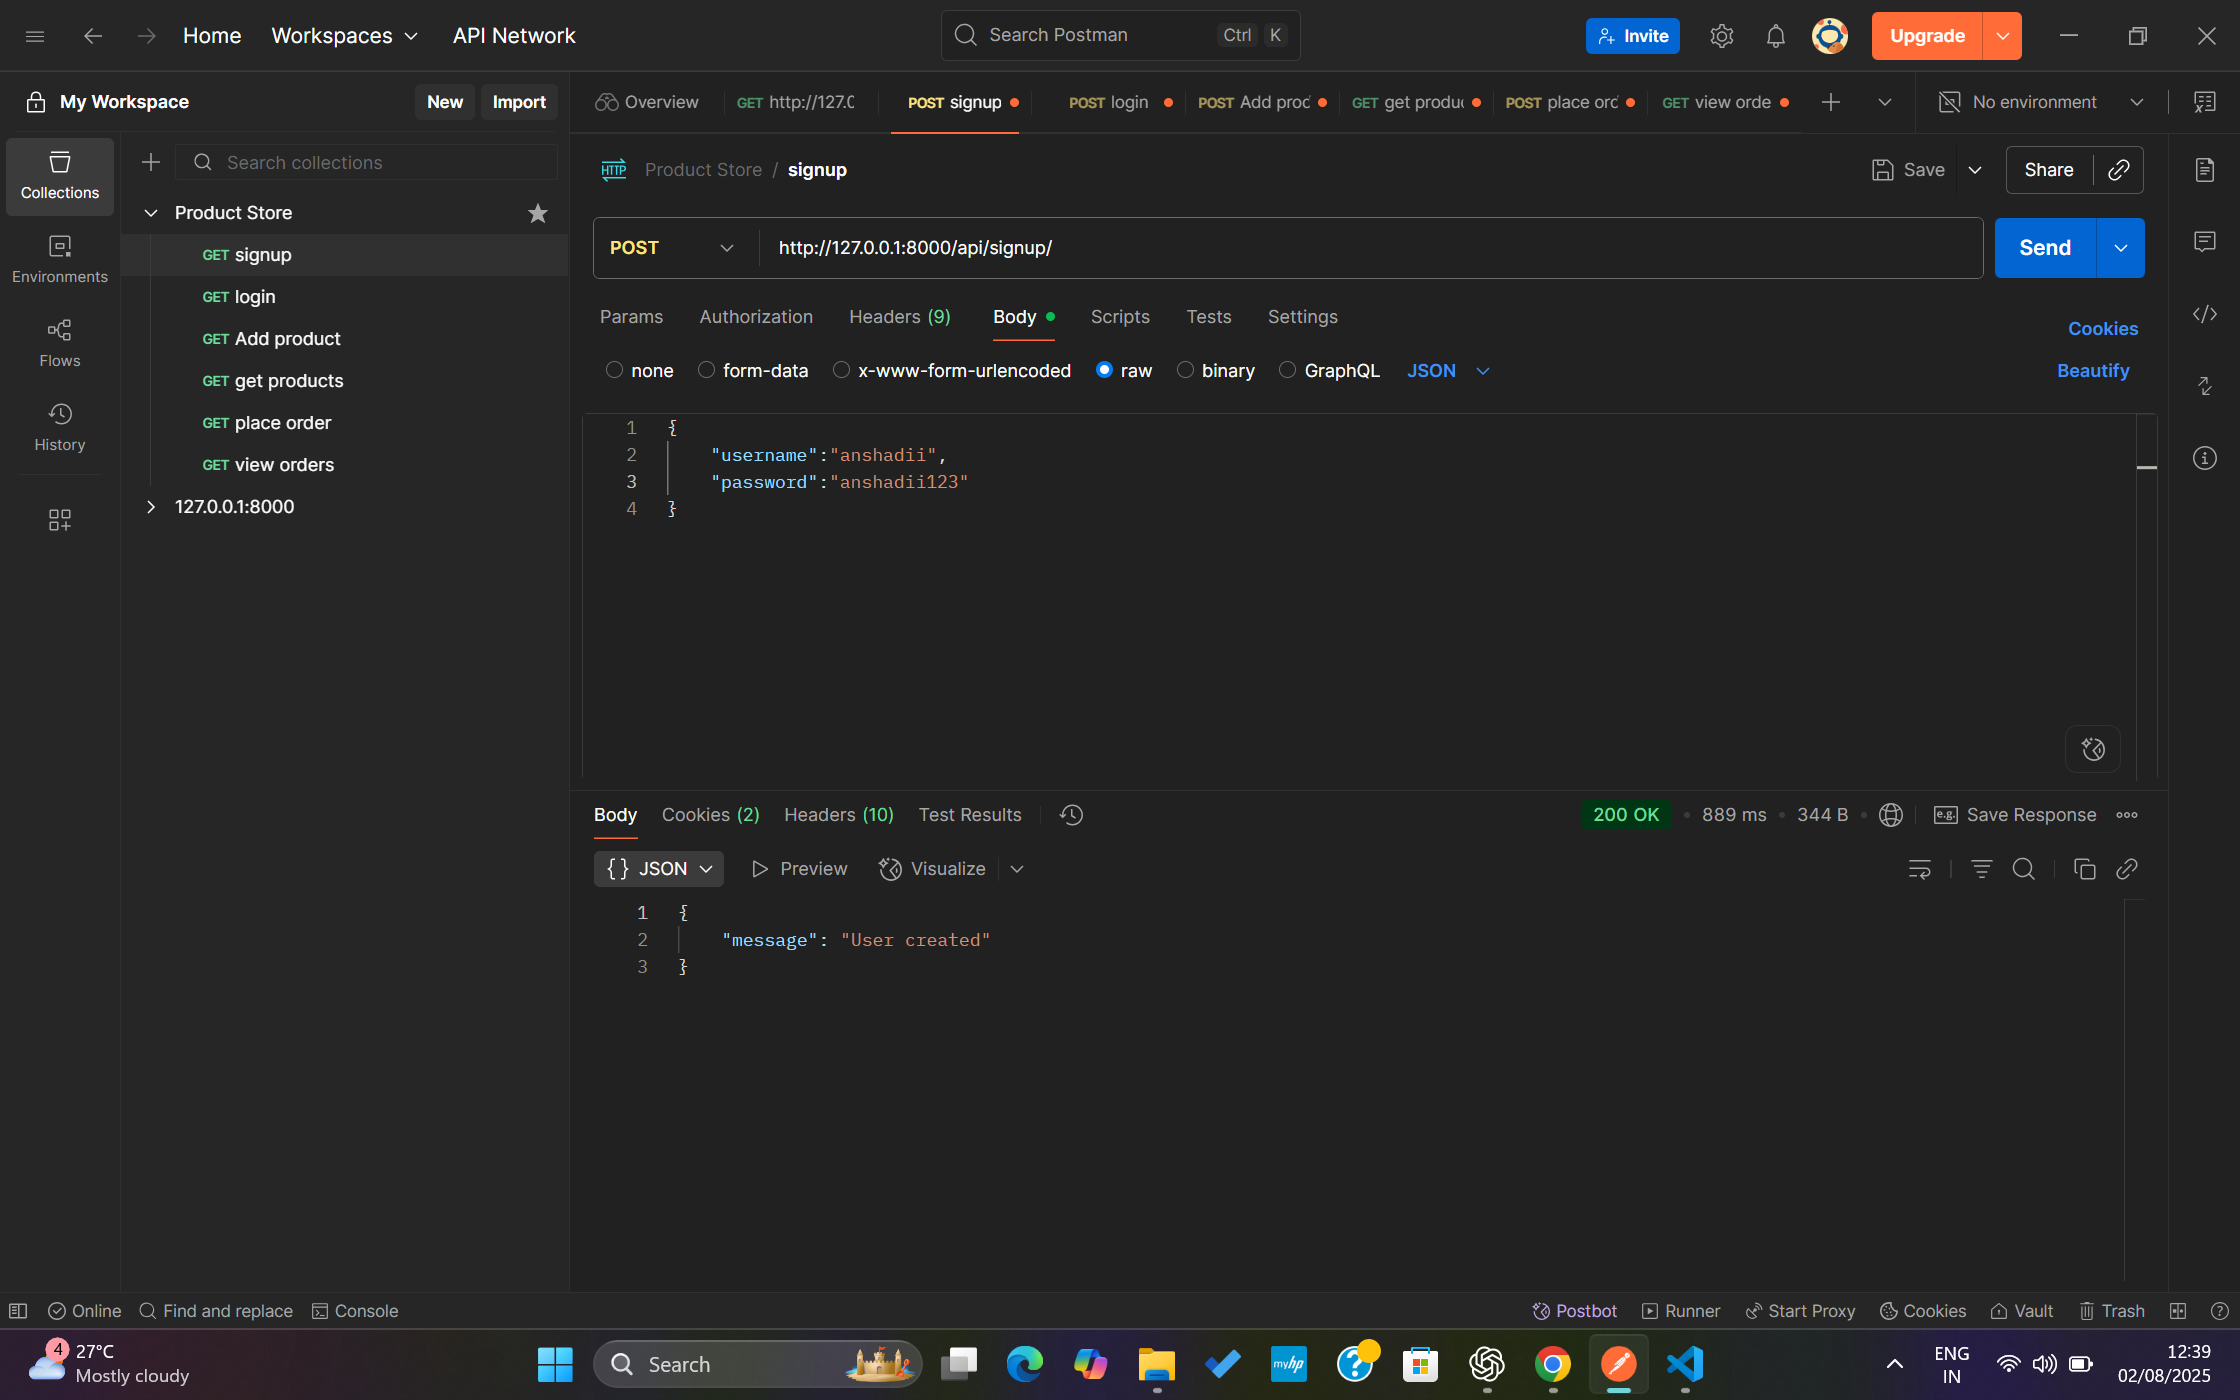 Home Workspaces API Network Search Postman Ctrl K Invite Upgrade
My Workspace New Import Overview GET http://127.0 POST signup POST login POST Add prod GET get produc POST place ord GET view orde No environment
Collections
Environments
Flows
History
Search collections
Product Store
GET signup
GET login
GET Add product
GET get products
GET place order
GET view orders
127.0.0.1:8000
HTTP Product Store / signup Save Share
POST http://127.0.0.1:8000/api/signup/ Send
Params Authorization Headers (9) Body Scripts Tests Settings Cookies
none form-data x-www-form-urlencoded raw binary GraphQL JSON Beautify
1 {
2 "username":"anshadii",
3 "password":"anshadii123"
4 }
Body Cookies (2) Headers (10) Test Results 200 OK • 889 ms • 344 B • e.g. Save Response
{} JSON Preview Visualize
1 {
2 "message": "User created"
3 }
Online Find and replace Console Postbot Runner Start Proxy Cookies Vault Trash
4 27°C
Mostly cloudy
Search
myhp
ENG
IN
12:39
02/08/2025